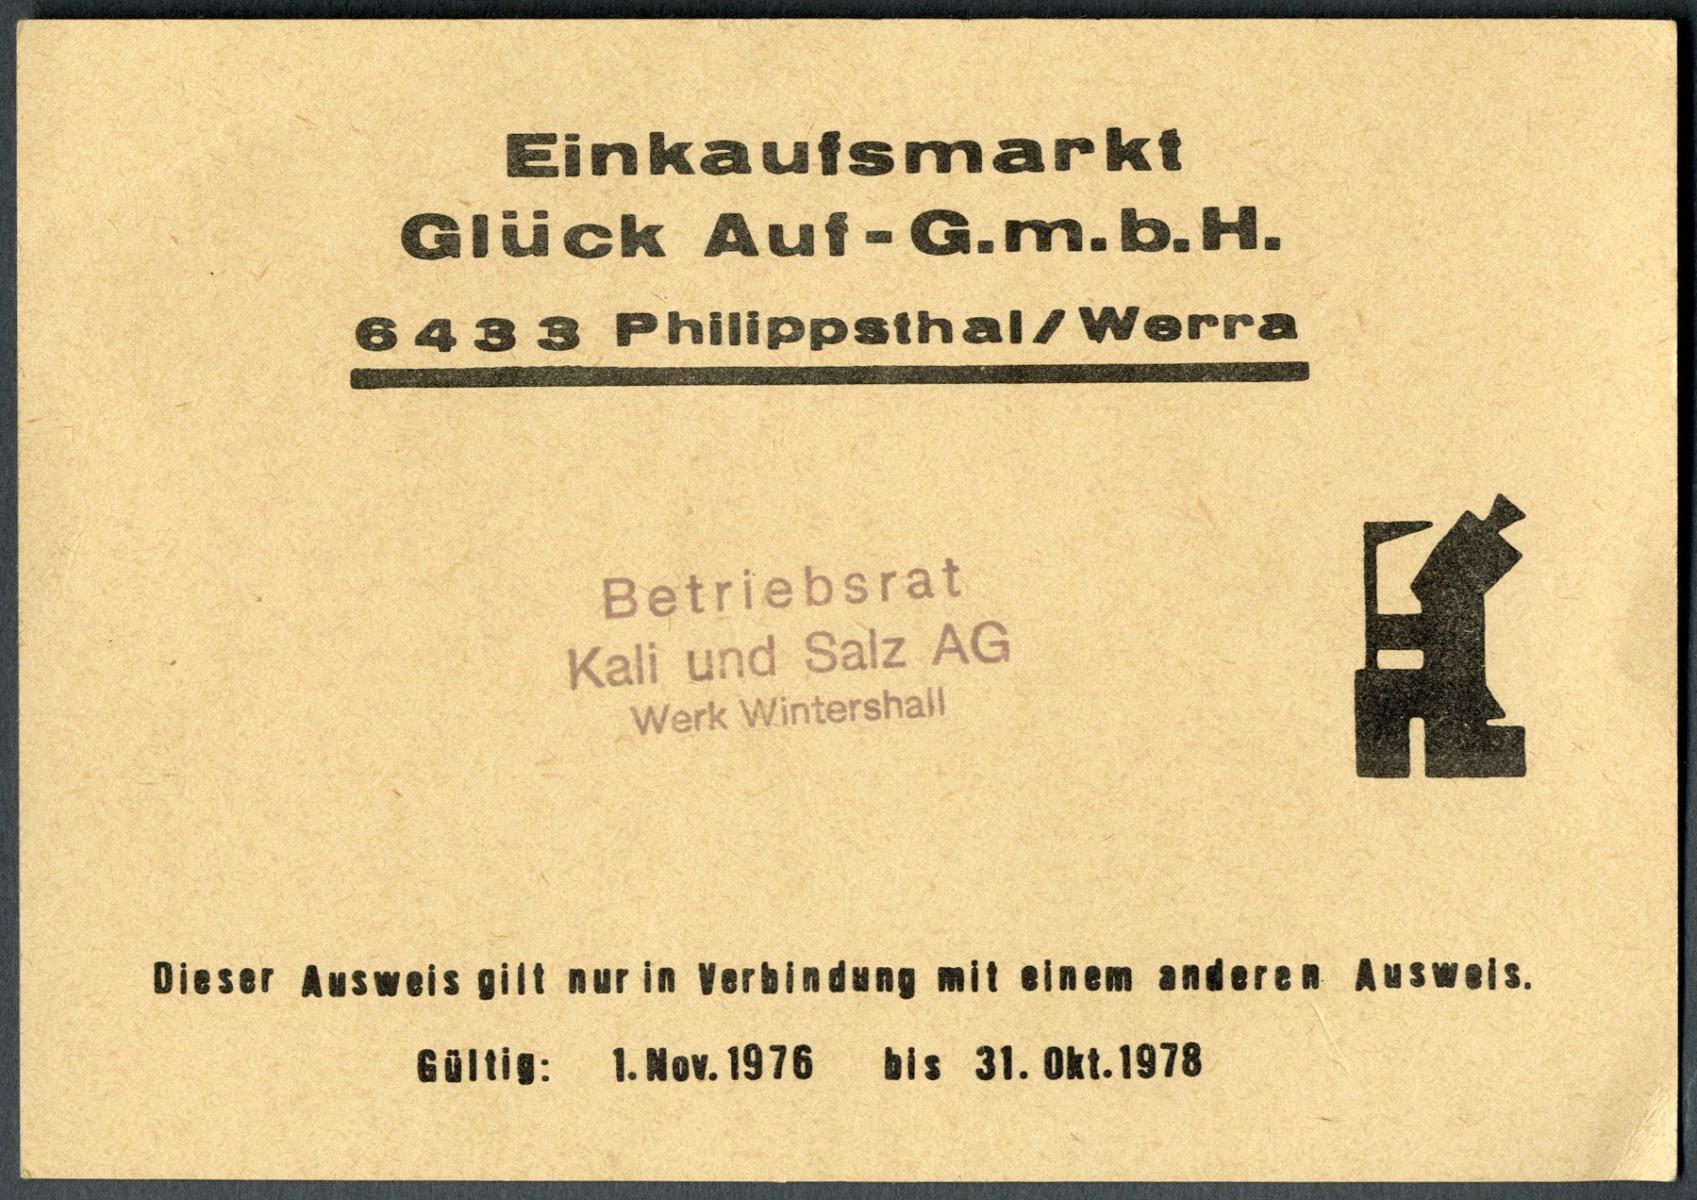 Einkaufsmarkt
Glück Auf-G.m.b.H.
6433 Philippsthal/Werra
Betriebsrat
Kali und Salz AG
Werk Wintershall
Dieser Ausweis gilt nur in Verbindung mit einem anderen Ausweis.
Gültig: 1. Nov. 1976 bis 31. Okt. 1978